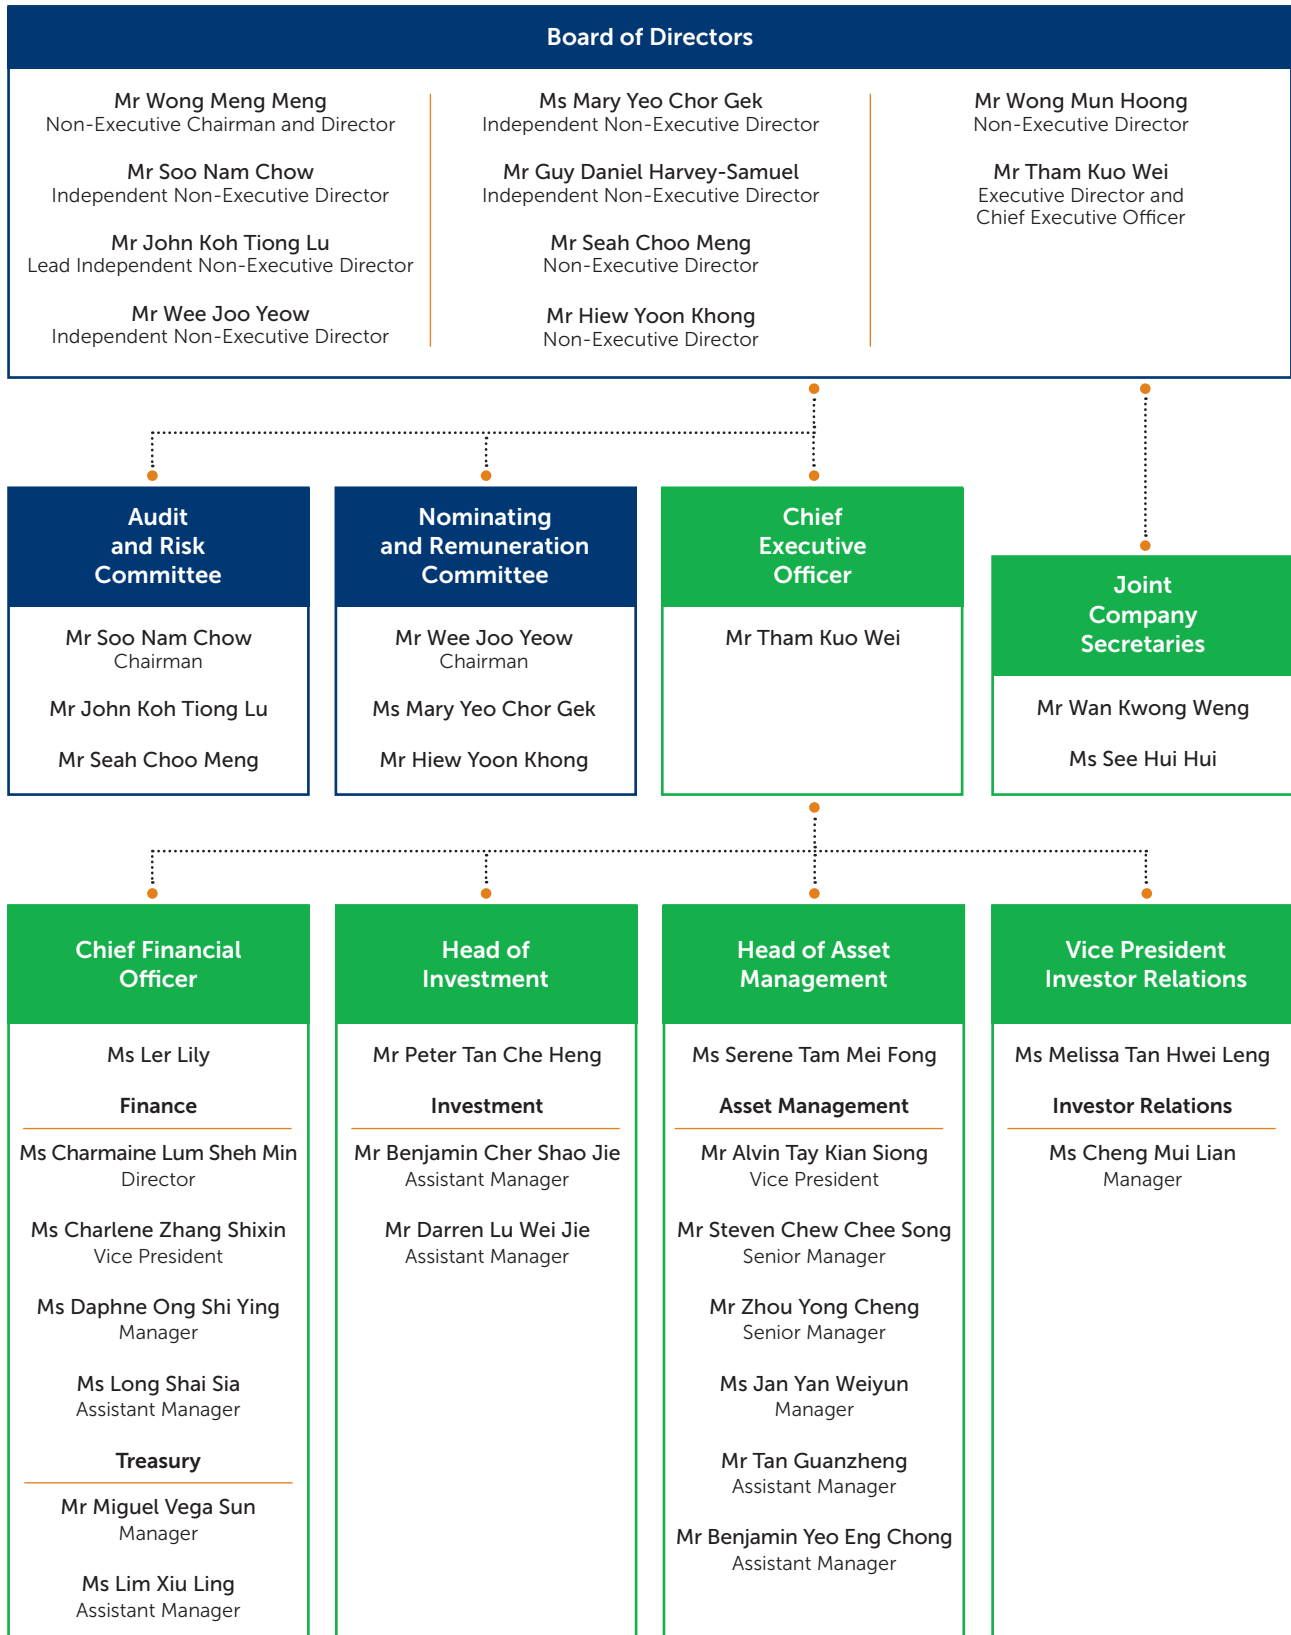 Board of Directors
Mr Wong Meng Meng
Non-Executive Chairman and Director
Mr Soo Nam Chow
Independent Non-Executive Director
Mr John Koh Tiong Lu
Lead Independent Non-Executive Director
Mr Wee Joo Yeow
Independent Non-Executive Director
Ms Mary Yeo Chor Gek
Independent Non-Executive Director
Mr Guy Daniel Harvey-Samuel
Independent Non-Executive Director
Mr Seah Choo Meng
Non-Executive Director
Mr Hiew Yoon Khong
Non-Executive Director
Mr Wong Mun Hoong
Non-Executive Director
Mr Tham Kuo Wei
Executive Director and
Chief Executive Officer
Audit
and Risk
Committee
Mr Soo Nam Chow
Chairman
Mr John Koh Tiong Lu
Mr Seah Choo Meng
Nominating
and Remuneration
Committee
Mr Wee Joo Yeow
Chairman
Ms Mary Yeo Chor Gek
Mr Hiew Yoon Khong
Chief
Executive
Officer
Mr Tham Kuo Wei
Joint
Company
Secretaries
Mr Wan Kwong Weng
Ms See Hui Hui
Chief Financial
Officer
Ms Ler Lily
Finance
Ms Charmaine Lum Sheh Min
Director
Ms Charlene Zhang Shixin
Vice President
Ms Daphne Ong Shi Ying
Manager
Ms Long Shai Sia
Assistant Manager
Treasury
Mr Miguel Vega Sun
Manager
Ms Lim Xiu Ling
Assistant Manager
Head of
Investment
Mr Peter Tan Che Heng
Investment
Mr Benjamin Cher Shao Jie
Assistant Manager
Mr Darren Lu Wei Jie
Assistant Manager
Head of Asset
Management
Ms Serene Tam Mei Fong
Asset Management
Mr Alvin Tay Kian Siong
Vice President
Mr Steven Chew Chee Song
Senior Manager
Mr Zhou Yong Cheng
Senior Manager
Ms Jan Yan Weiyun
Manager
Mr Tan Guanzheng
Assistant Manager
Mr Benjamin Yeo Eng Chong
Assistant Manager
Vice President
Investor Relations
Ms Melissa Tan Hwei Leng
Investor Relations
Ms Cheng Mui Lian
Manager